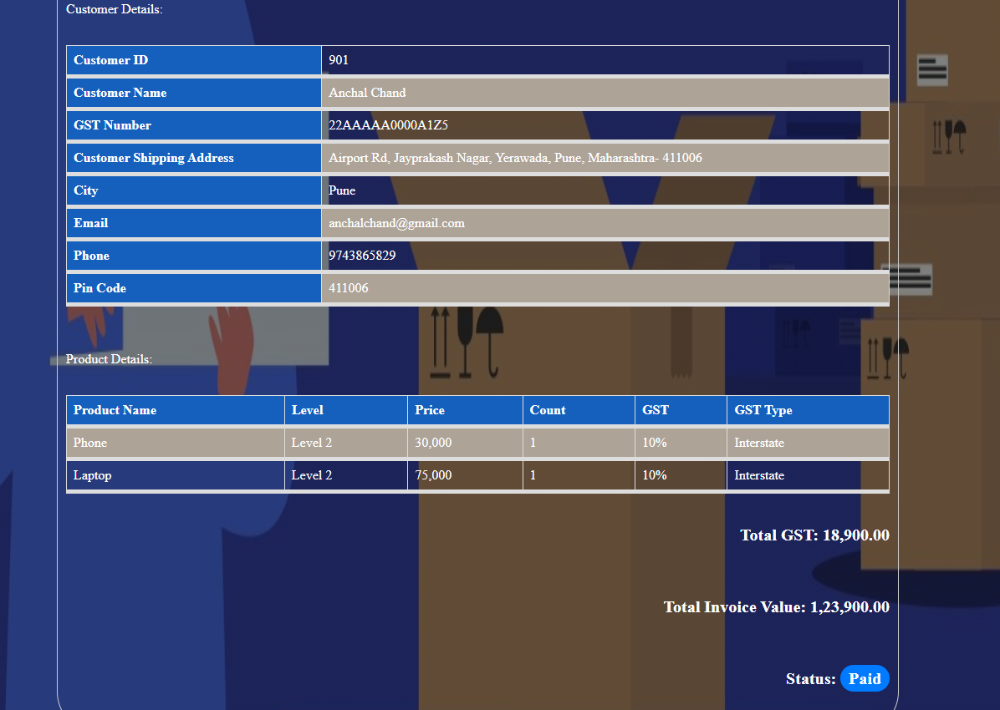 Customer Details:
Customer ID 901
Customer Name Anchal Chand
GST Number 22AAAAA0000A1Z5
Customer Shipping Address Airport Rd, Jayprakash Nagar, Yerawada, Pune, Maharashtra- 411006
City Pune
Email anchalchand@gmail.com
Phone 9743865829
Pin Code 411006
Product Details:
Product Name Level Price Count GST GST Type
Phone Level 2 30,000 1 10% Interstate
Laptop Level 2 75,000 1 10% Interstate
Total GST: 18,900.00
Total Invoice Value: 1,23,900.00
Status: Paid